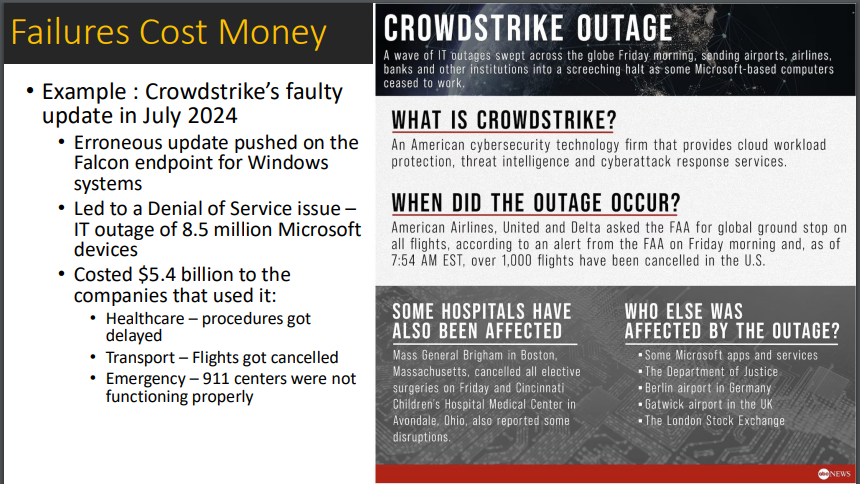 Failures Cost Money
• Example : Crowdstrike’s faulty
update in July 2024
• Erroneous update pushed on the
Falcon endpoint for Windows
systems
• Led to a Denial of Service issue –
IT outage of 8.5 million Microsoft
devices
• Costed $5.4 billion to the
companies that used it:
• Healthcare – procedures got
delayed
• Transport – Flights got cancelled
• Emergency – 911 centers were not
functioning properly
CROWDSTRIKE OUTAGE
A wave of IT outages swept across the globe Friday morning, sending airports, airlines,
banks and other institutions into a screeching halt as some Microsoft-based computers
ceased to work.
WHAT IS CROWDSTRIKE?
An American cybersecurity technology firm that provides cloud workload
protection, threat intelligence and cyberattack response services.
WHEN DID THE OUTAGE OCCUR?
American Airlines, United and Delta asked the FAA for global ground stop on
all flights, according to an alert from the FAA on Friday morning and, as of
7:54 AM EST, over 1,000 flights have been cancelled in the U.S.
SOME HOSPITALS HAVE
ALSO BEEN AFFECTED
Mass General Brigham in Boston,
Massachusetts, cancelled all elective
surgeries on Friday and Cincinnati
Children's Hospital Medical Center in
Avondale, Ohio, also reported some
disruptions.
WHO ELSE WAS
AFFECTED BY THE OUTAGE?
▪Some Microsoft apps and services
▪The Department of Justice
▪Berlin airport in Germany
▪Gatwick airport in the UK
▪The London Stock Exchange
abc NEWS